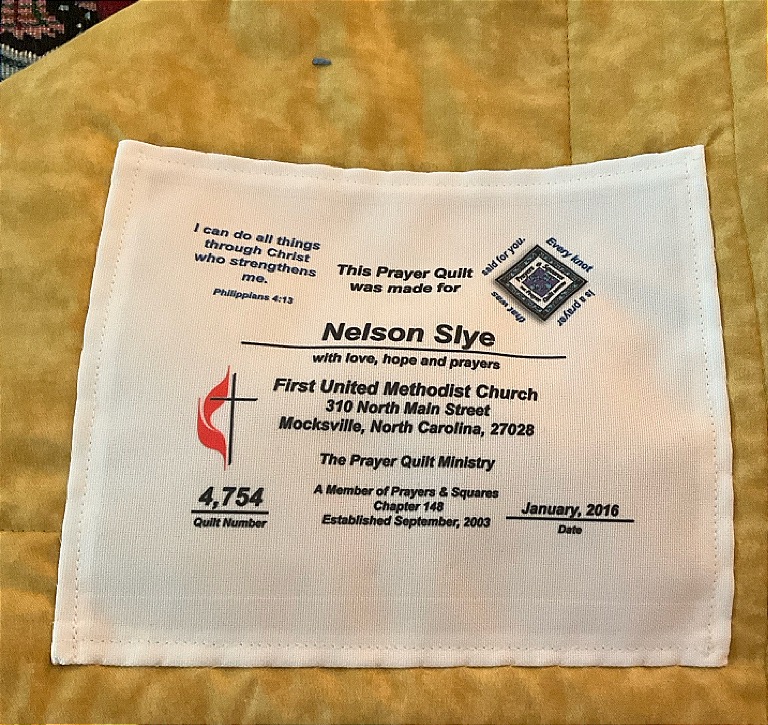 I can do all things
through Christ
who strengthens
me.
Philippians 4:13
This Prayer Quilt
was made for
Every knot
is a prayer
that was
said for you.
Nelson Slye
with love, hope and prayers
First United Methodist Church
310 North Main Street
Mocksville, North Carolina, 27028
The Prayer Quilt Ministry
4,754
Quilt Number
A Member of Prayers & Squares
Chapter 148
Established September, 2003
January, 2016
Date